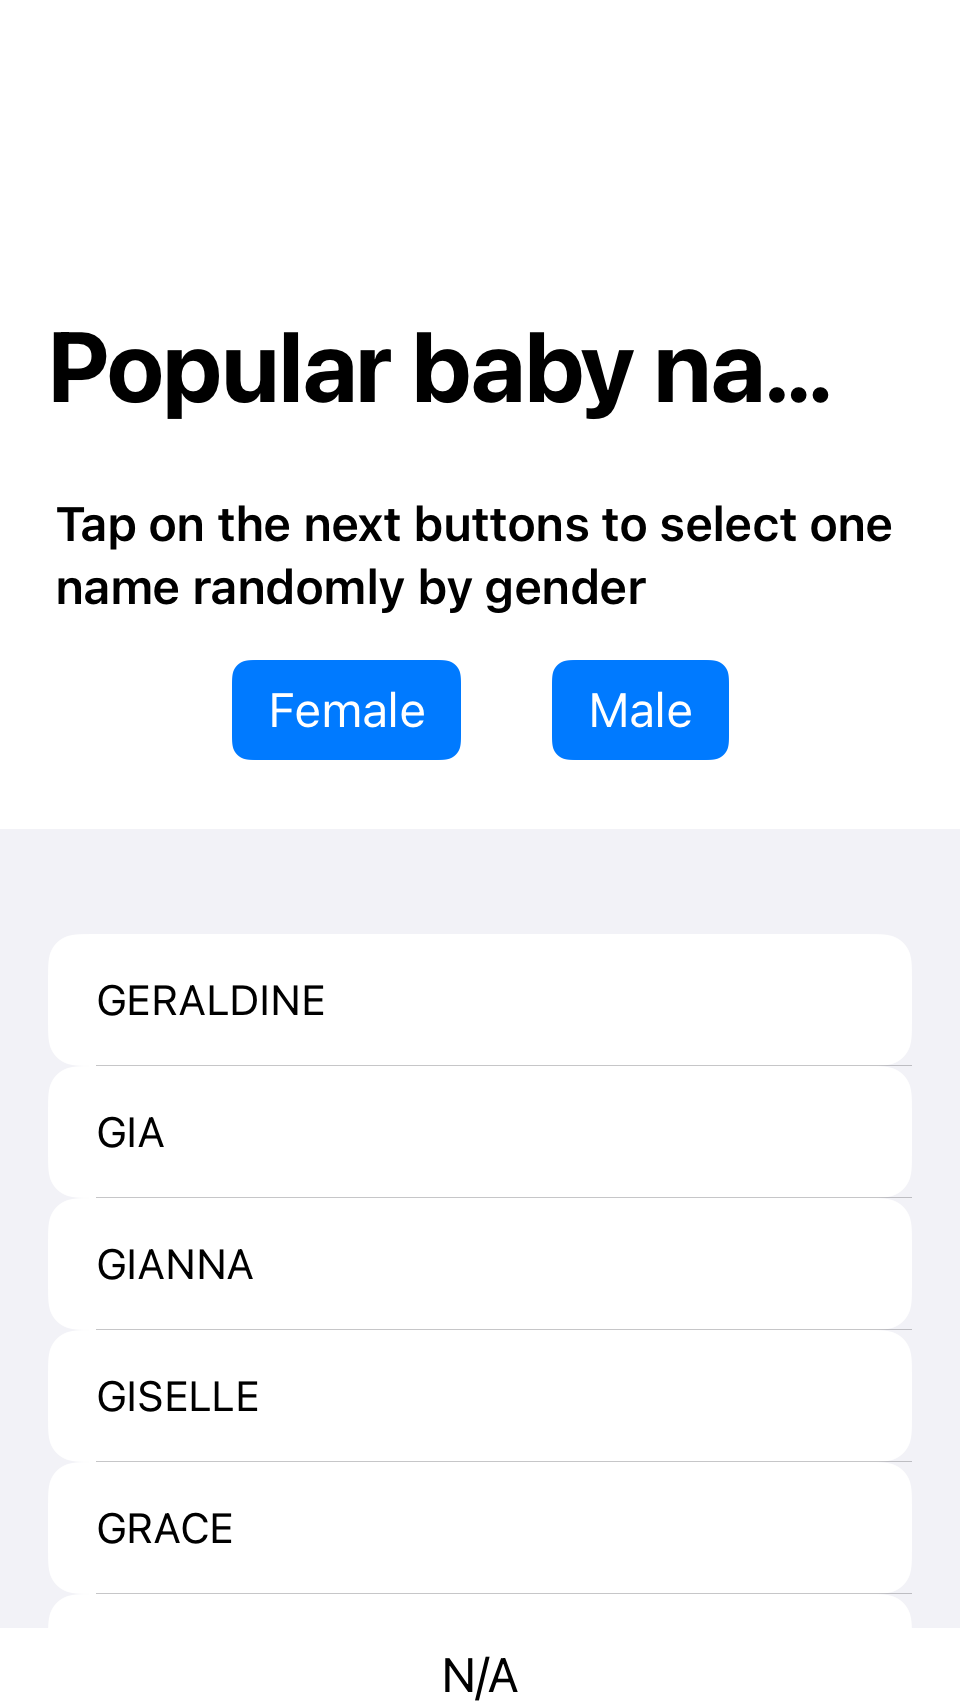 Popular baby na...
Tap on the next buttons to select one
name randomly by gender
Female Male
GERALDINE
GIA
GIANNA
GISELLE
GRACE
N/A